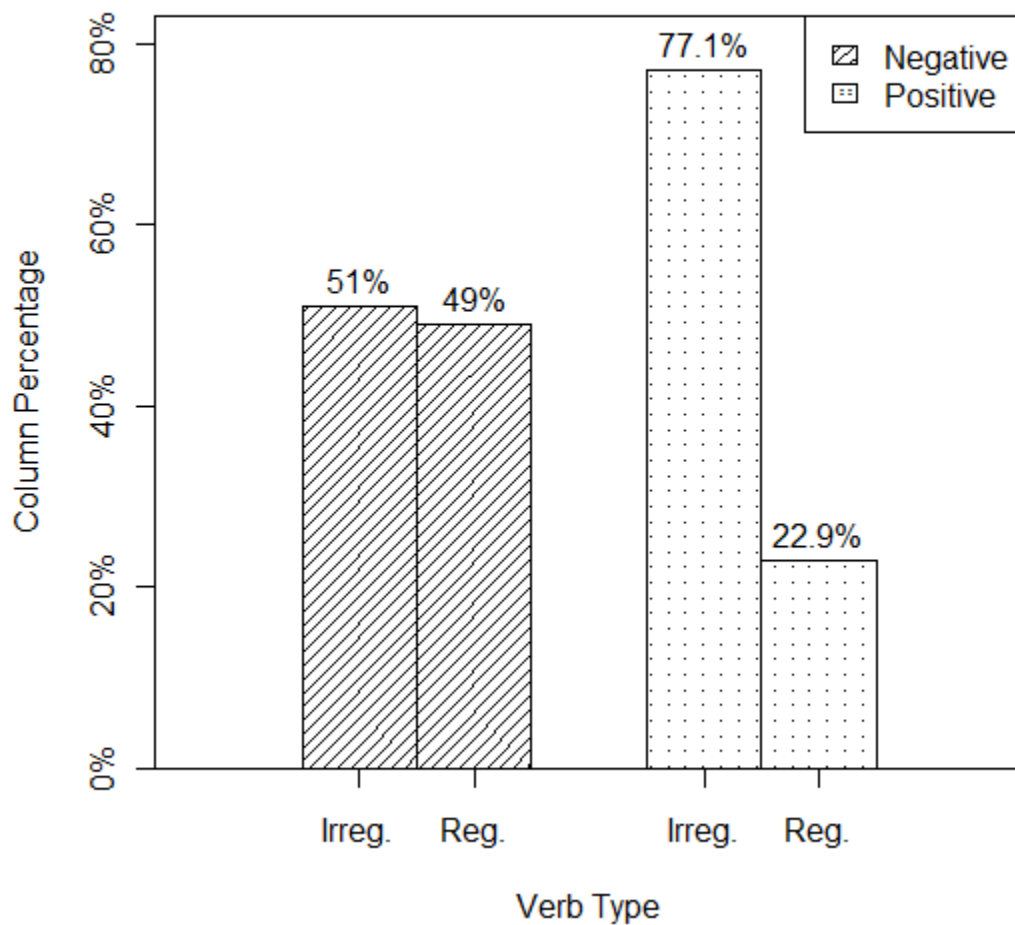 77.1%
Negative
Positive
51%
49%
22.9%
80%
60%
40%
20%
0%
Column Percentage
Irreg. Reg. Irreg. Reg.
Verb Type